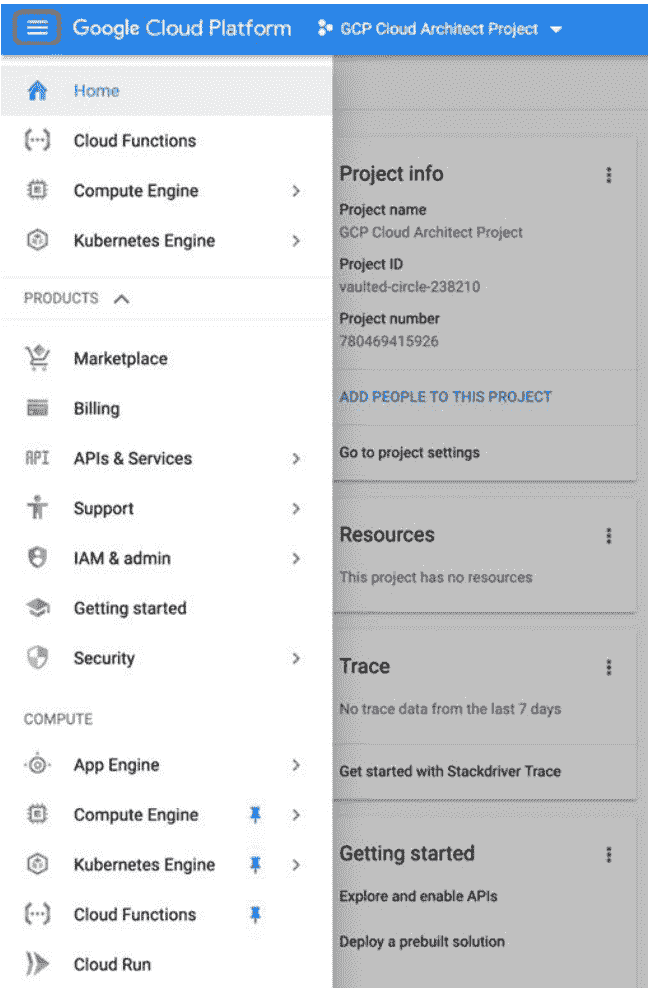 Google Cloud Platform
GCP Cloud Architect Project
Home
Cloud Functions
Compute Engine
Kubernetes Engine
PRODUCTS
Marketplace
Billing
API
APIs & Services
Support
IAM & admin
Getting started
Security
COMPUTE
App Engine
Compute Engine
Kubernetes Engine
Cloud Functions
Cloud Run
Project info
Project name
GCP Cloud Architect Project
Project ID
vaulted-circle-238210
Project number
780469415926
ADD PEOPLE TO THIS PROJECT
Go to project settings
Resources
This project has no resources
Trace
No trace data from the last 7 days
Get started with Stackdriver Trace
Getting started
Explore and enable APIs
Deploy a prebuilt solution